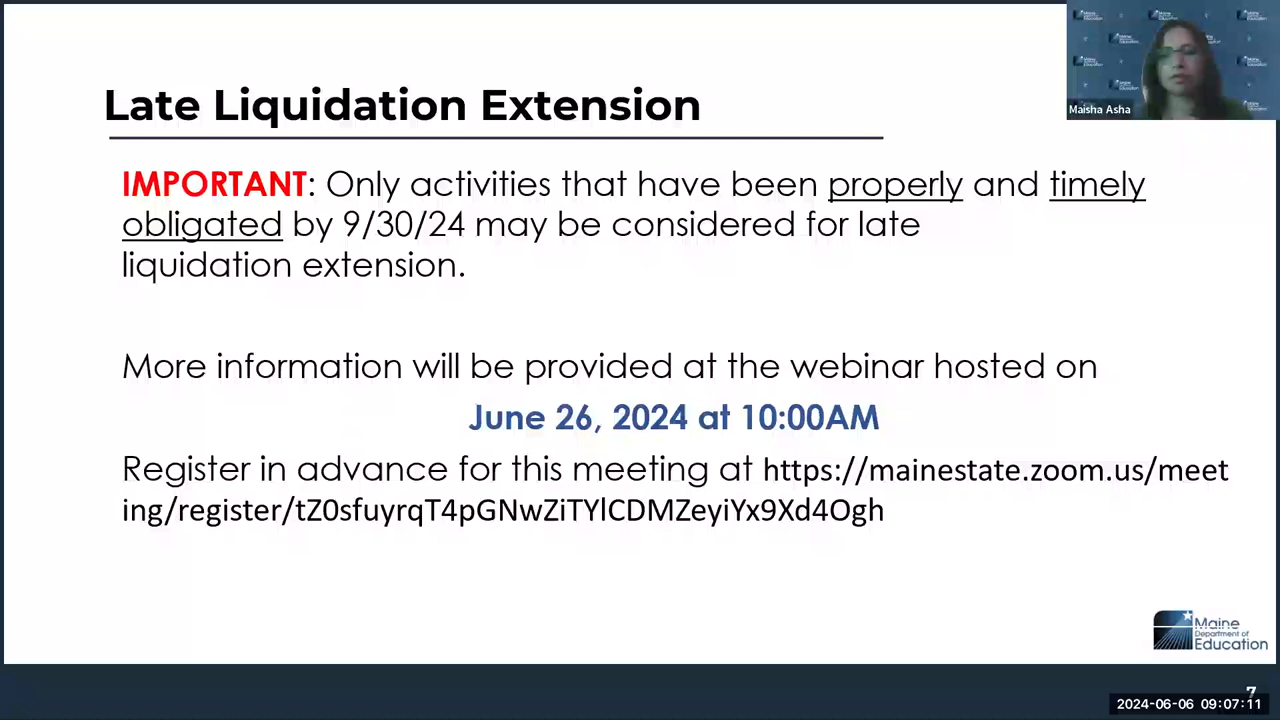 Late Liquidation Extension
IMPORTANT: Only activities that have been properly and timely
obligated by 9/30/24 may be considered for late
liquidation extension.
More information will be provided at the webinar hosted on
June 26, 2024 at 10:00AM
Register in advance for this meeting at https://mainestate.zoom.us/meet
ing/register/tZ0sfuyrqT4pGNwZiTYlCDMZeyiYx9Xd4Ogh
Maisha Asha
Maine
Department of
Education
7
2024-06-06 09:07:11